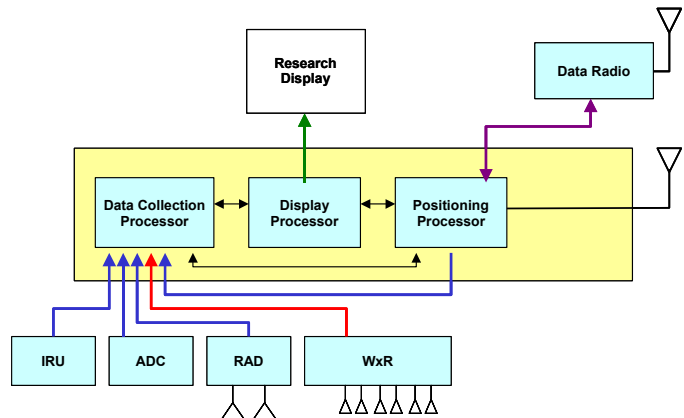 Research
Display
Data Radio
Data Collection
Processor
Display
Processor
Positioning
Processor
IRU
ADC
RAD
WxR